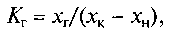 Kг = xг/(xк − xн),